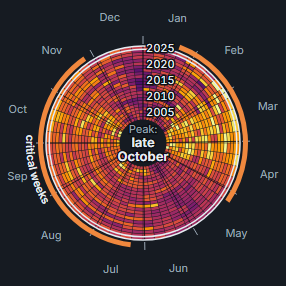 Dec
Jan
Nov
Feb
Oct
Mar
Sep
Apr
Aug
May
Jul
Jun
2025
2020
2015
2010
2005
Peak:
late
October
critical weeks